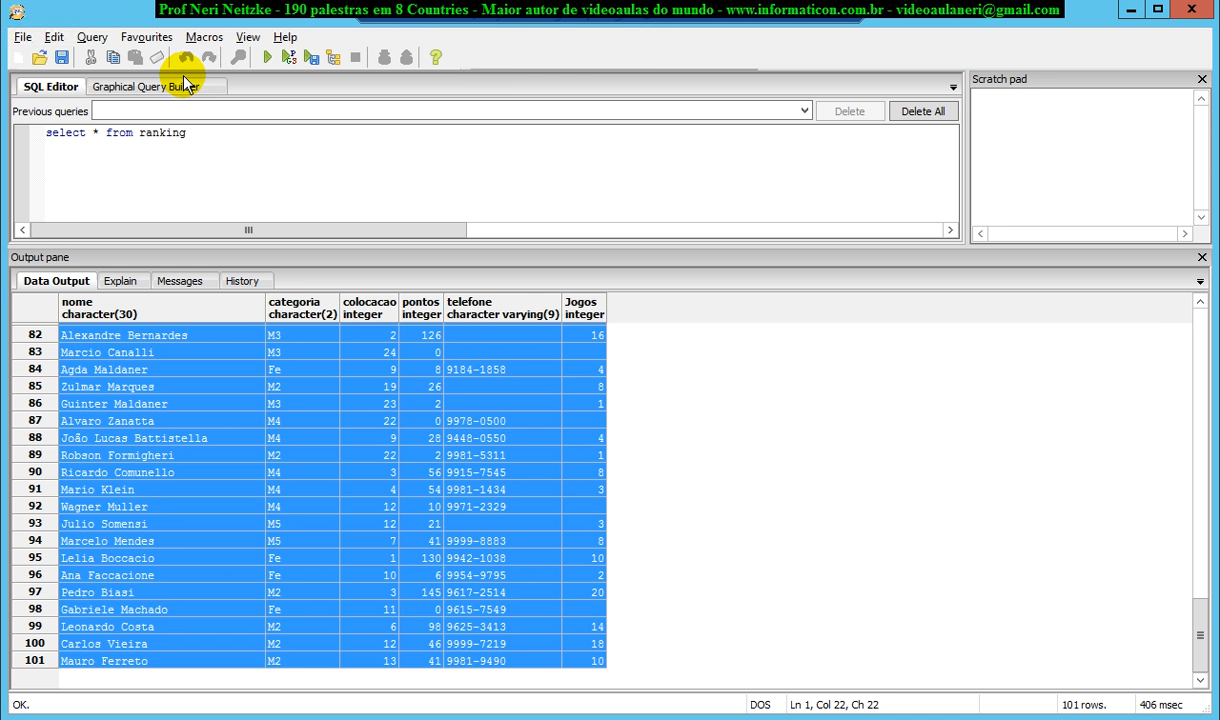 Prof Neri Neitzke - 190 palestras em 8 Countries - Maior autor de videoaulas do mundo - www.informaticon.com.br - videoaulaneri@gmail.com
File Edit Query Favourites Macros View Help
SQL Editor Graphical Query Builder
Scratch pad
Previous queries Delete Delete All
select * from ranking
Output pane
Data Output Explain Messages History
nome categoria colocacao pontos telefone Jogos
character(30) character(2) integer integer character varying(9) integer
82 Alexandre Bernardes M3 2 126 16
83 Marcio Canalli M3 24 0
84 Agda Maldaner Fe 9 8 9184-1858 4
85 Zulmar Marques M2 19 26 8
86 Guinter Maldaner M3 23 2 1
87 Alvaro Zanatta M4 22 0 9978-0500
88 João Lucas Battistella M4 9 28 9448-0550 4
89 Robson Formigheri M2 22 2 9981-5311 1
90 Ricardo Comunello M4 3 56 9915-7545 8
91 Mario Klein M4 4 54 9981-1434 3
92 Wagner Muller M4 12 10 9971-2329
93 Julio Somensi M5 12 21 3
94 Marcelo Mendes M5 7 41 9999-8883 8
95 Lelia Boccacio Fe 1 130 9942-1038 10
96 Ana Faccacione Fe 10 6 9954-9795 2
97 Pedro Biasi M2 3 145 9617-2514 20
98 Gabriele Machado Fe 11 0 9615-7549
99 Leonardo Costa M2 6 98 9625-3413 14
100 Carlos Vieira M2 12 46 9999-7219 18
101 Mauro Ferreto M2 13 41 9981-9490 10
OK. DOS Ln 1, Col 22, Ch 22 101 rows. 406 msec